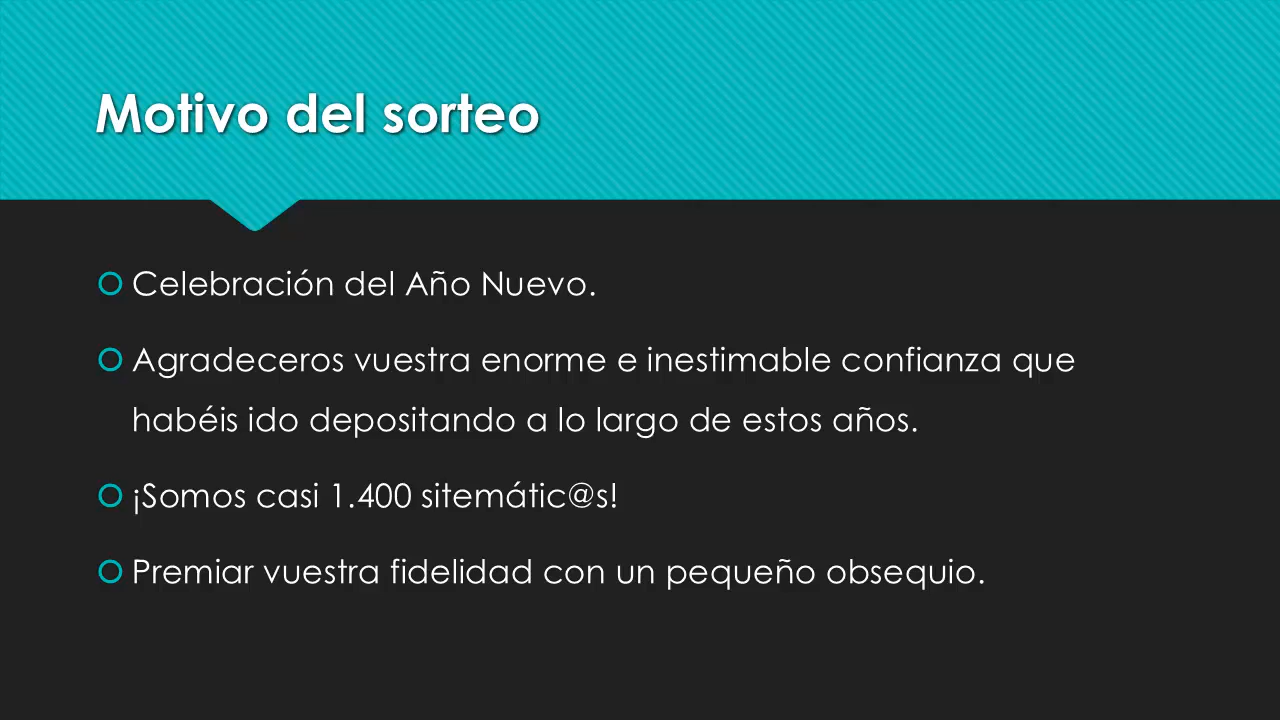 Motivo del sorteo
Celebración del Año Nuevo.
Agradeceros vuestra enorme e inestimable confianza que
habéis ido depositando a lo largo de estos años.
¡Somos casi 1.400 sitemátic@s!
Premiar vuestra fidelidad con un pequeño obsequio.